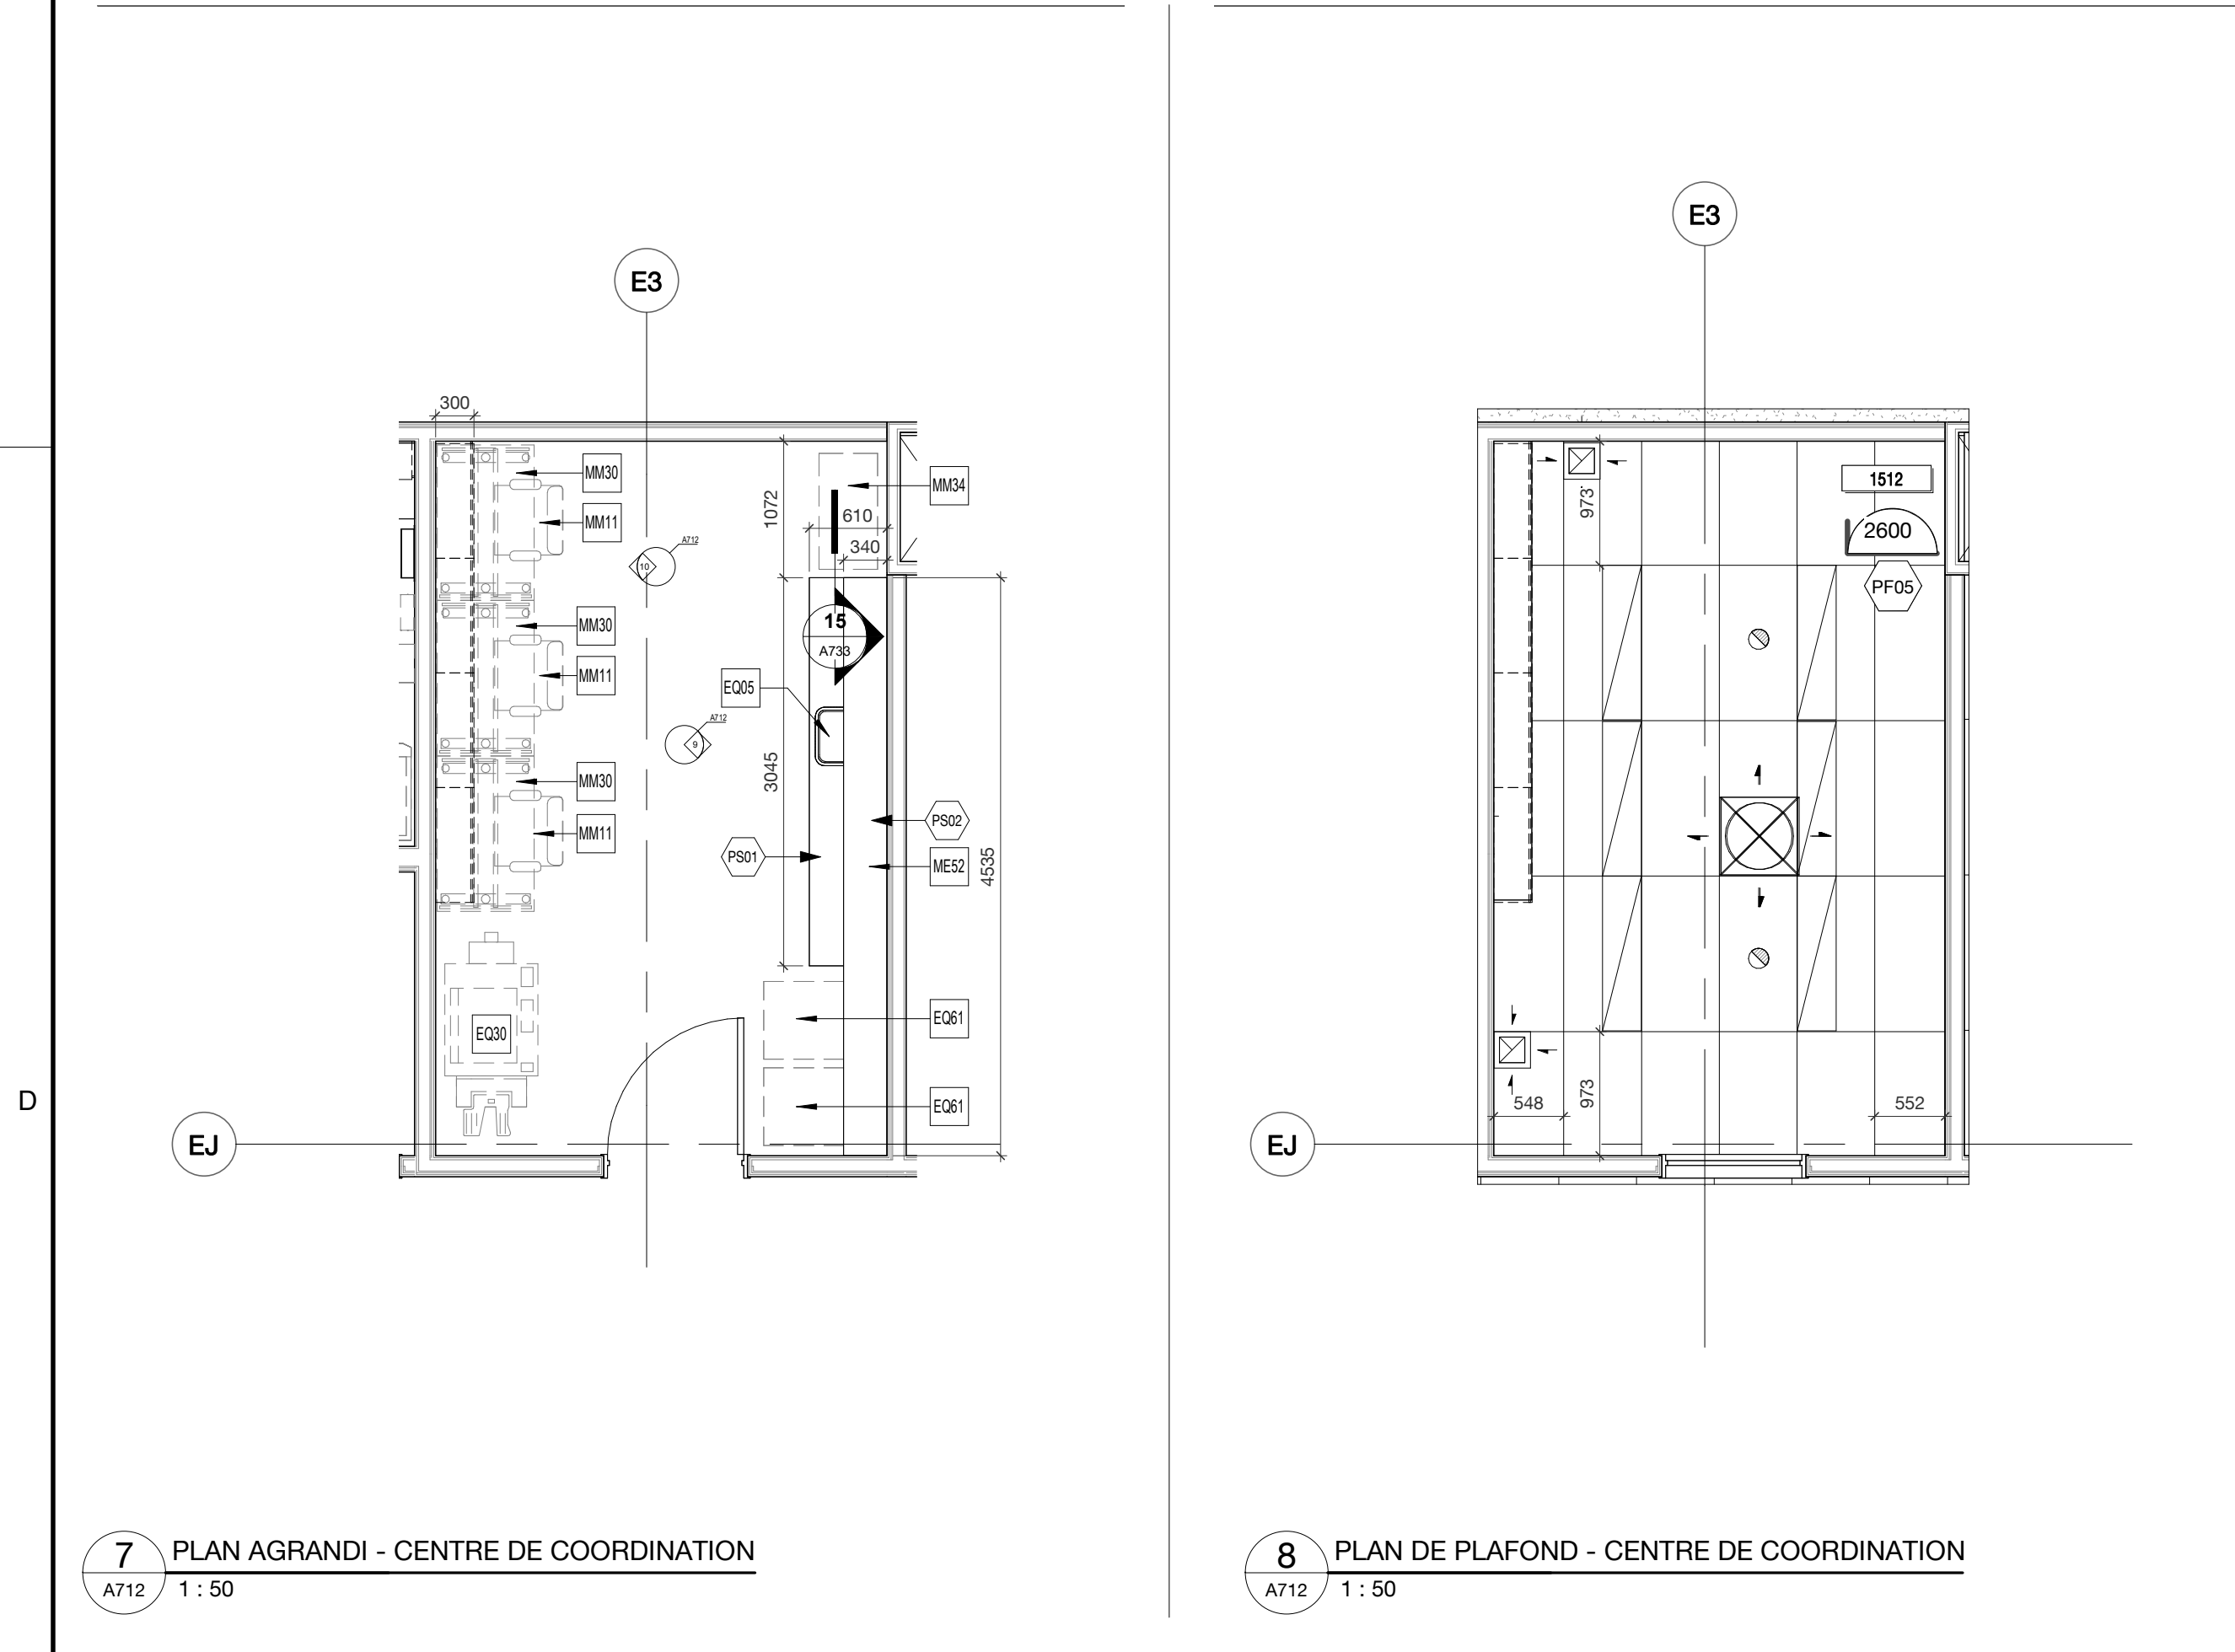 D
E3
300
MM30
MM11
1072
MM34
610
340
A712
10
MM30
MM11
15
A733
EQ05
A712
9
3045
MM30
MM11
PS02
PS01
ME52
4535
EQ30
EQ61
EQ61
EJ
7
A712
PLAN AGRANDI - CENTRE DE COORDINATION
1 : 50
E3
973
1512
2600
PF05
548
973
552
EJ
8
A712
PLAN DE PLAFOND - CENTRE DE COORDINATION
1 : 50